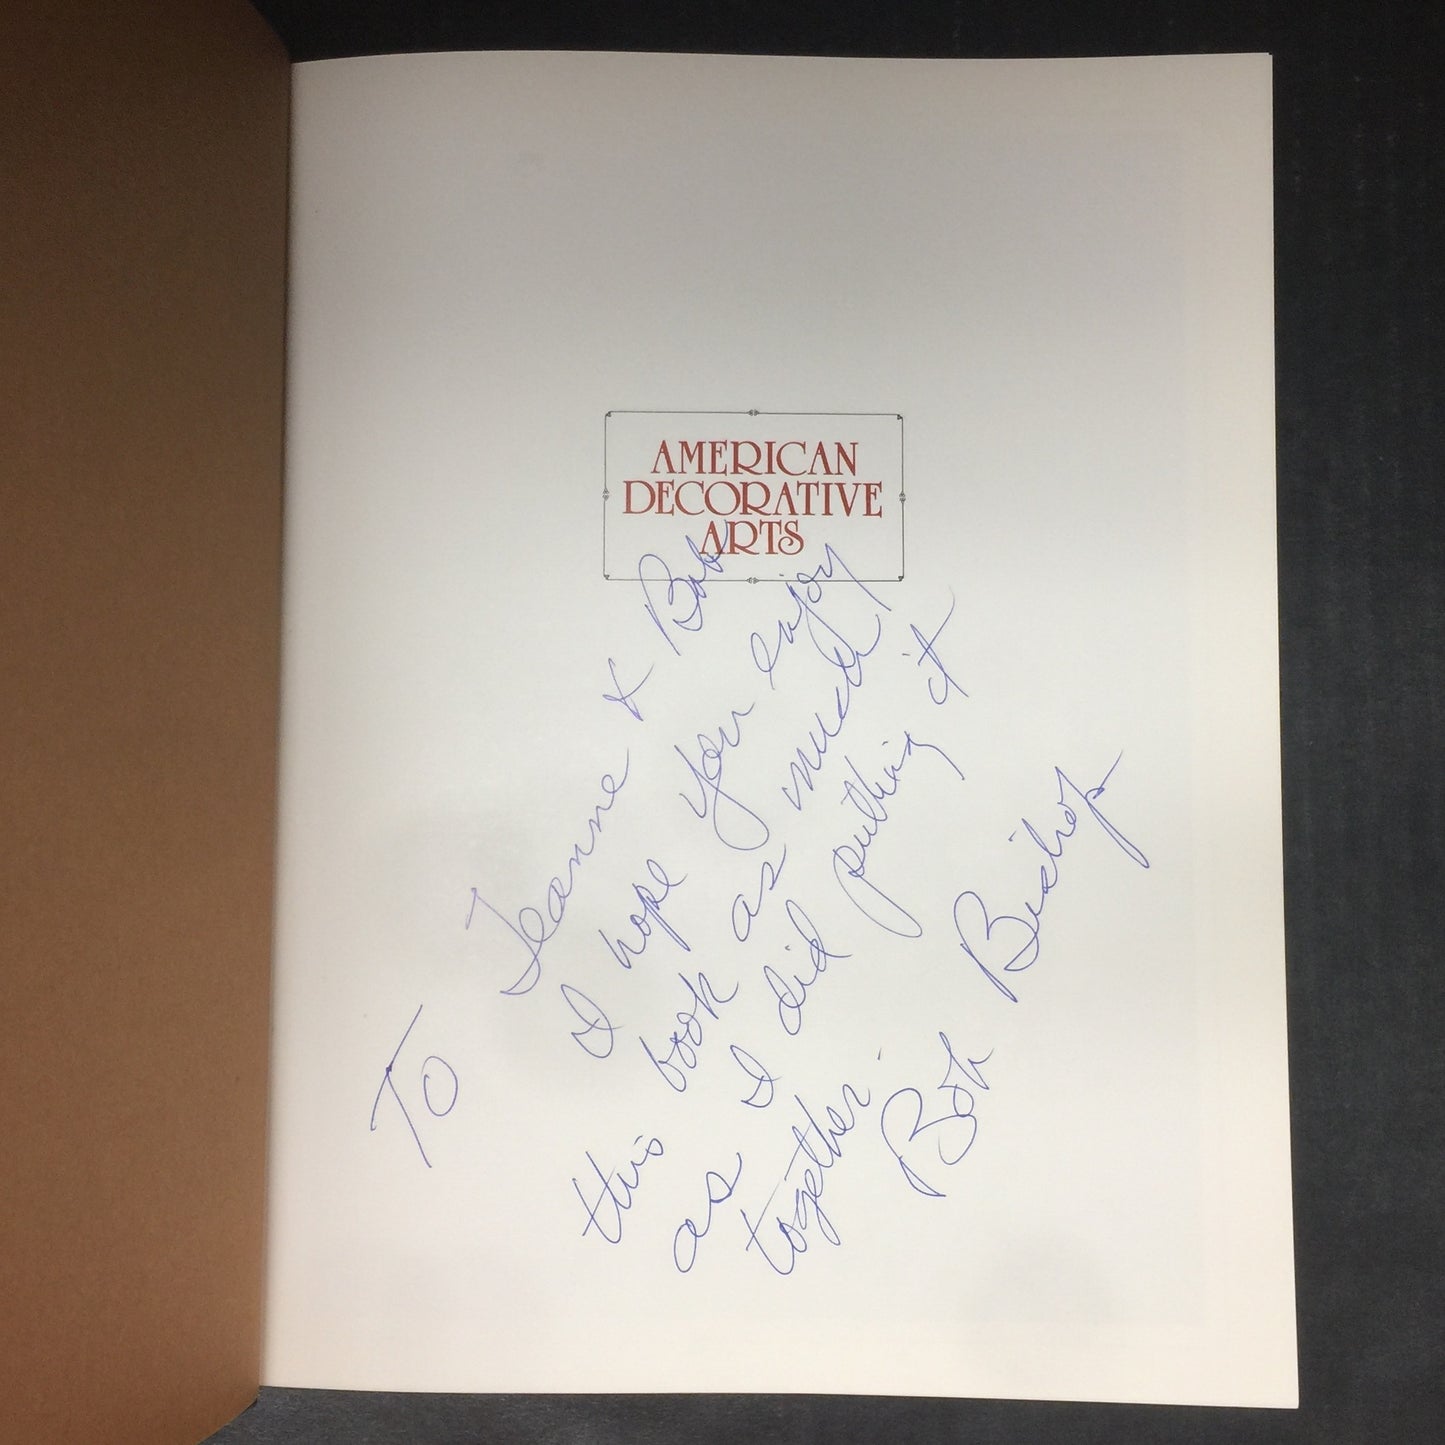 AMERICAN
DECORATIVE
ARTS
To Jeanne & Bob
I hope you enjoy
this book as much
as I did putting it
together.
Bob Bishop